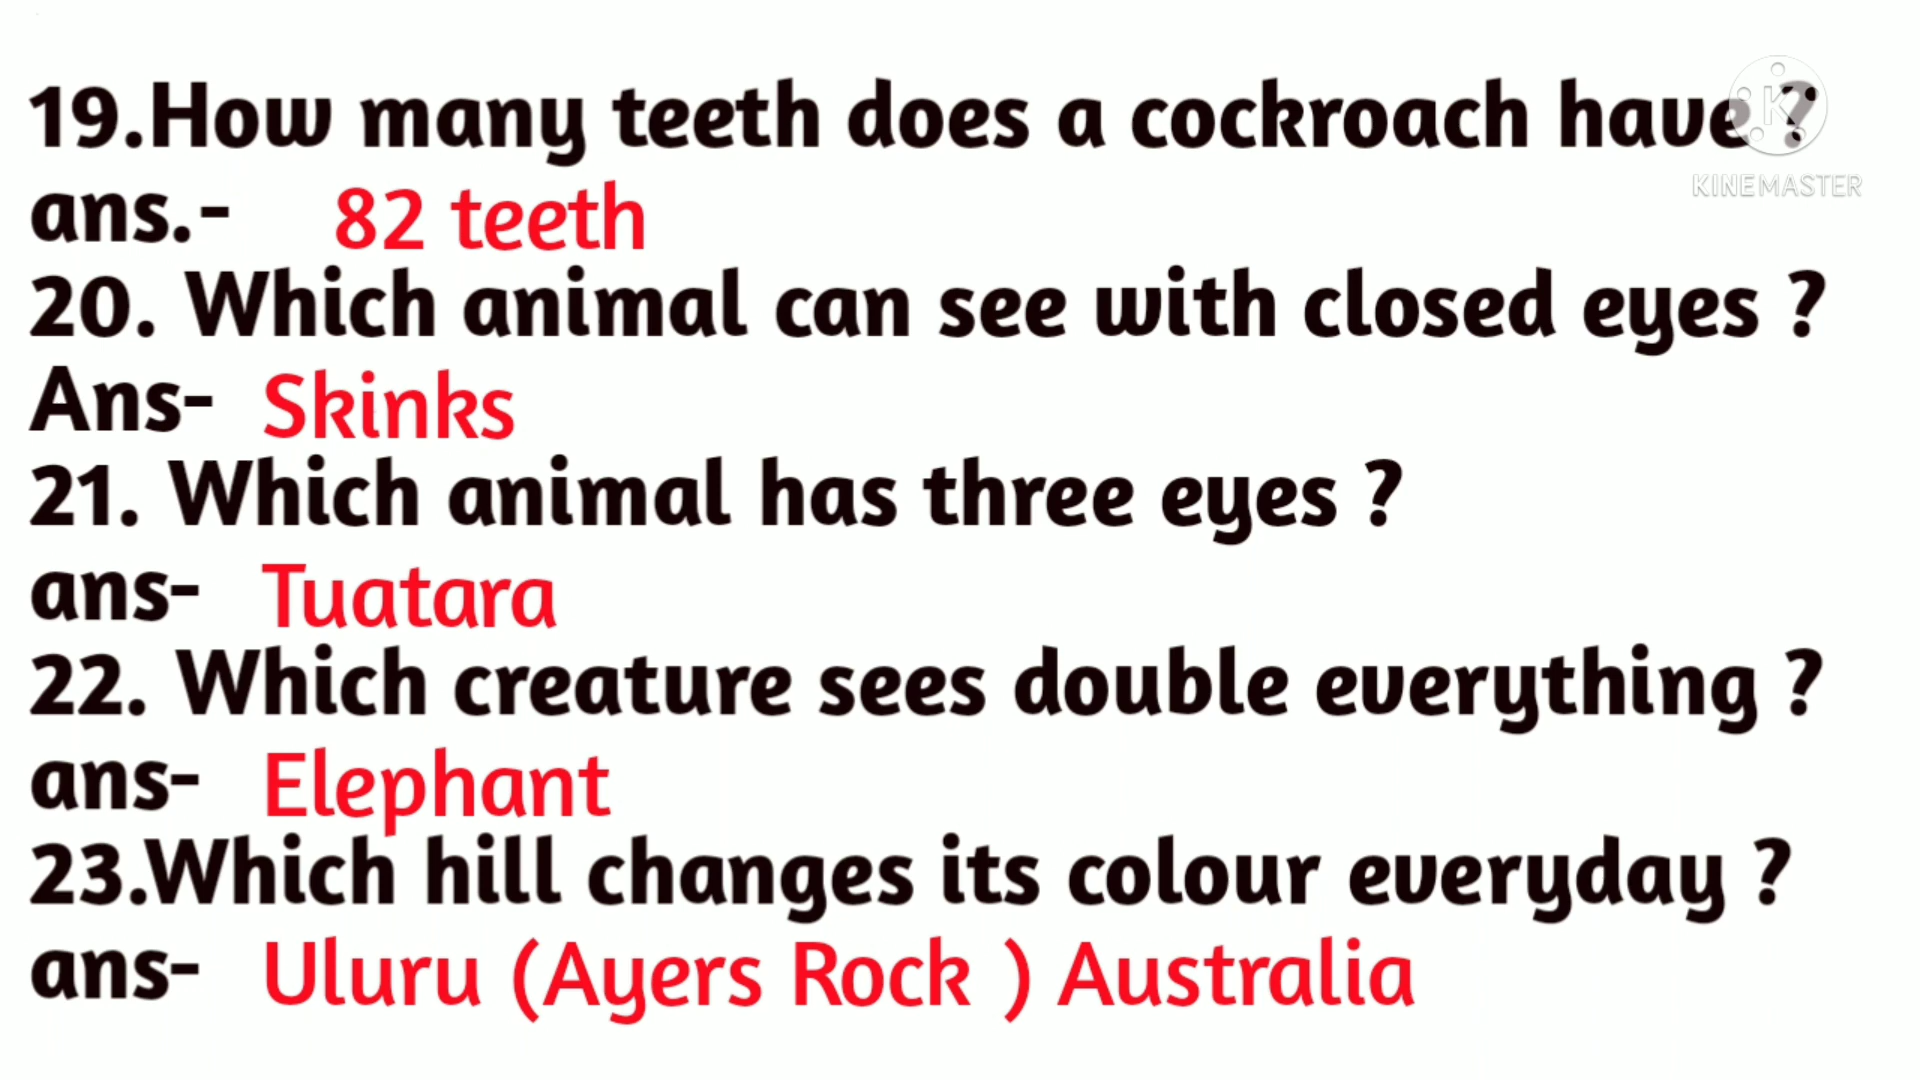 19.How many teeth does a cockroach have ?
KINEMASTER
ans.- 82 teeth
20. Which animal can see with closed eyes ?
Ans- Skinks
21. Which animal has three eyes ?
ans- Tuatara
22. Which creature sees double everything ?
ans- Elephant
23.Which hill changes its colour everyday ?
ans- Uluru (Ayers Rock ) Australia